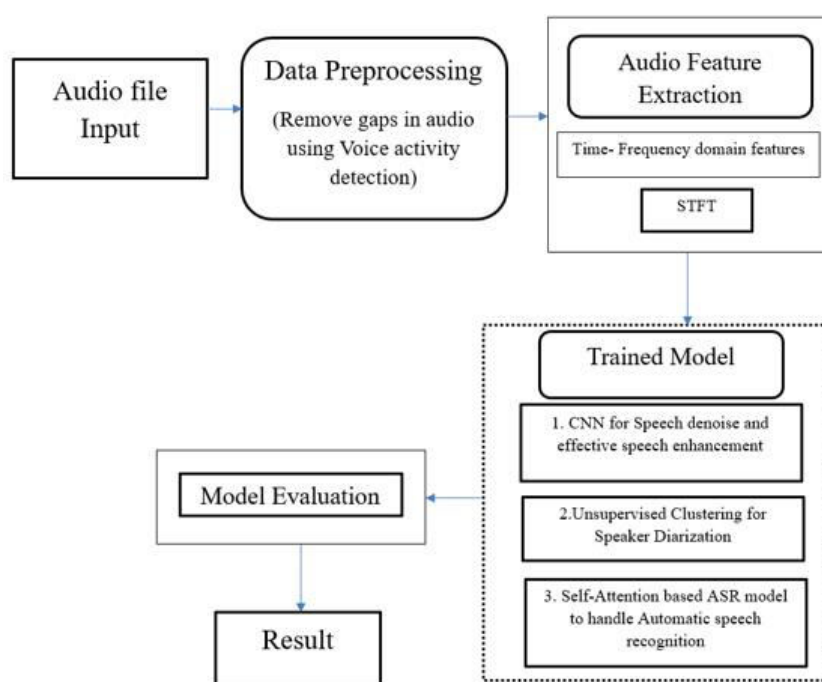 Audio file
Input
Data Preprocessing
(Remove gaps in audio
using Voice activity
detection)
Audio Feature
Extraction
Time- Frequency domain features
STFT
Trained Model
1. CNN for Speech denoise and
effective speech enhancement
2.Unsupervised Clustering for
Speaker Diarization
3. Self-Attention based ASR model
to handle Automatic speech
recognition
Model Evaluation
Result